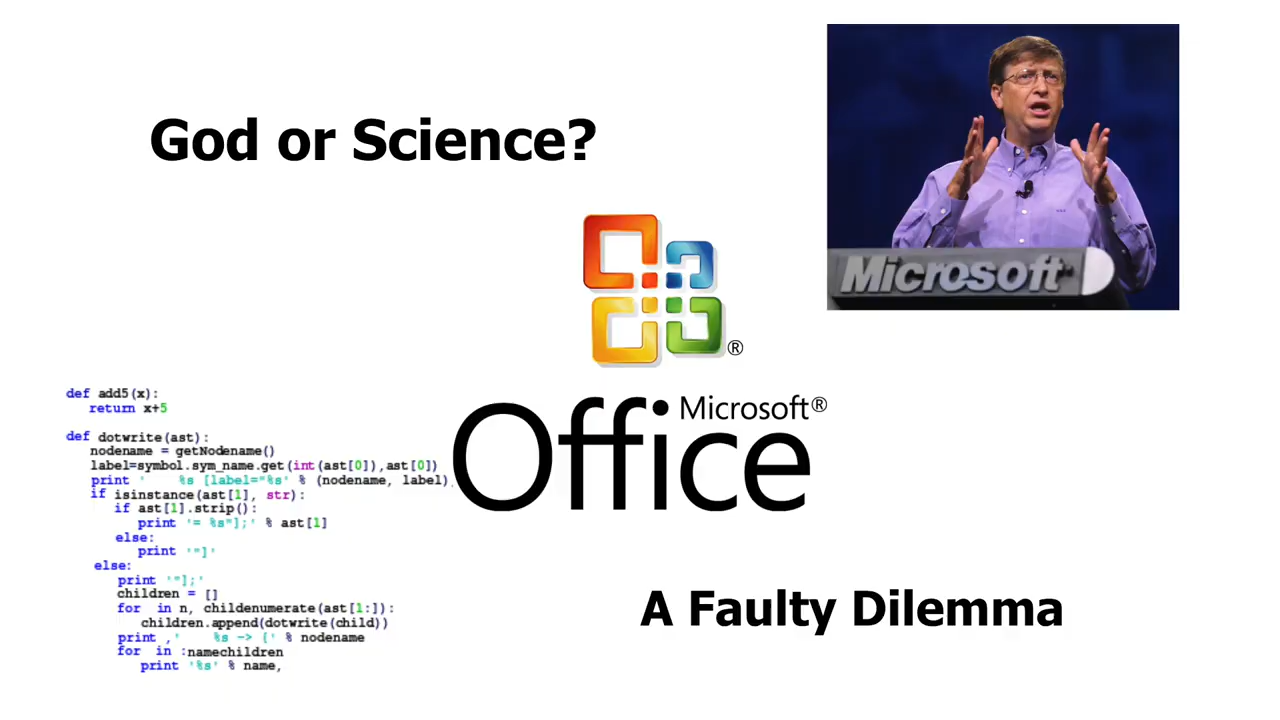 God or Science?
Microsoft
®
Microsoft®
Office
def add5(x):
return x+5
def dotwrite(ast):
nodename = getNodename()
label=symbol.sym_name.get(int(ast[0]),ast[0])
print ' %s [label="%s' % (nodename, label),
if isinstance(ast[1], str):
if ast[1].strip():
print '= %s"];' % ast[1]
else:
print '"]'
else:
print '"];'
children = []
for in n, childenumerate(ast[1:]):
children.append(dotwrite(child))
print ,' %s -> {' % nodename
for in :namechildren
print '%s' % name,
A Faulty Dilemma